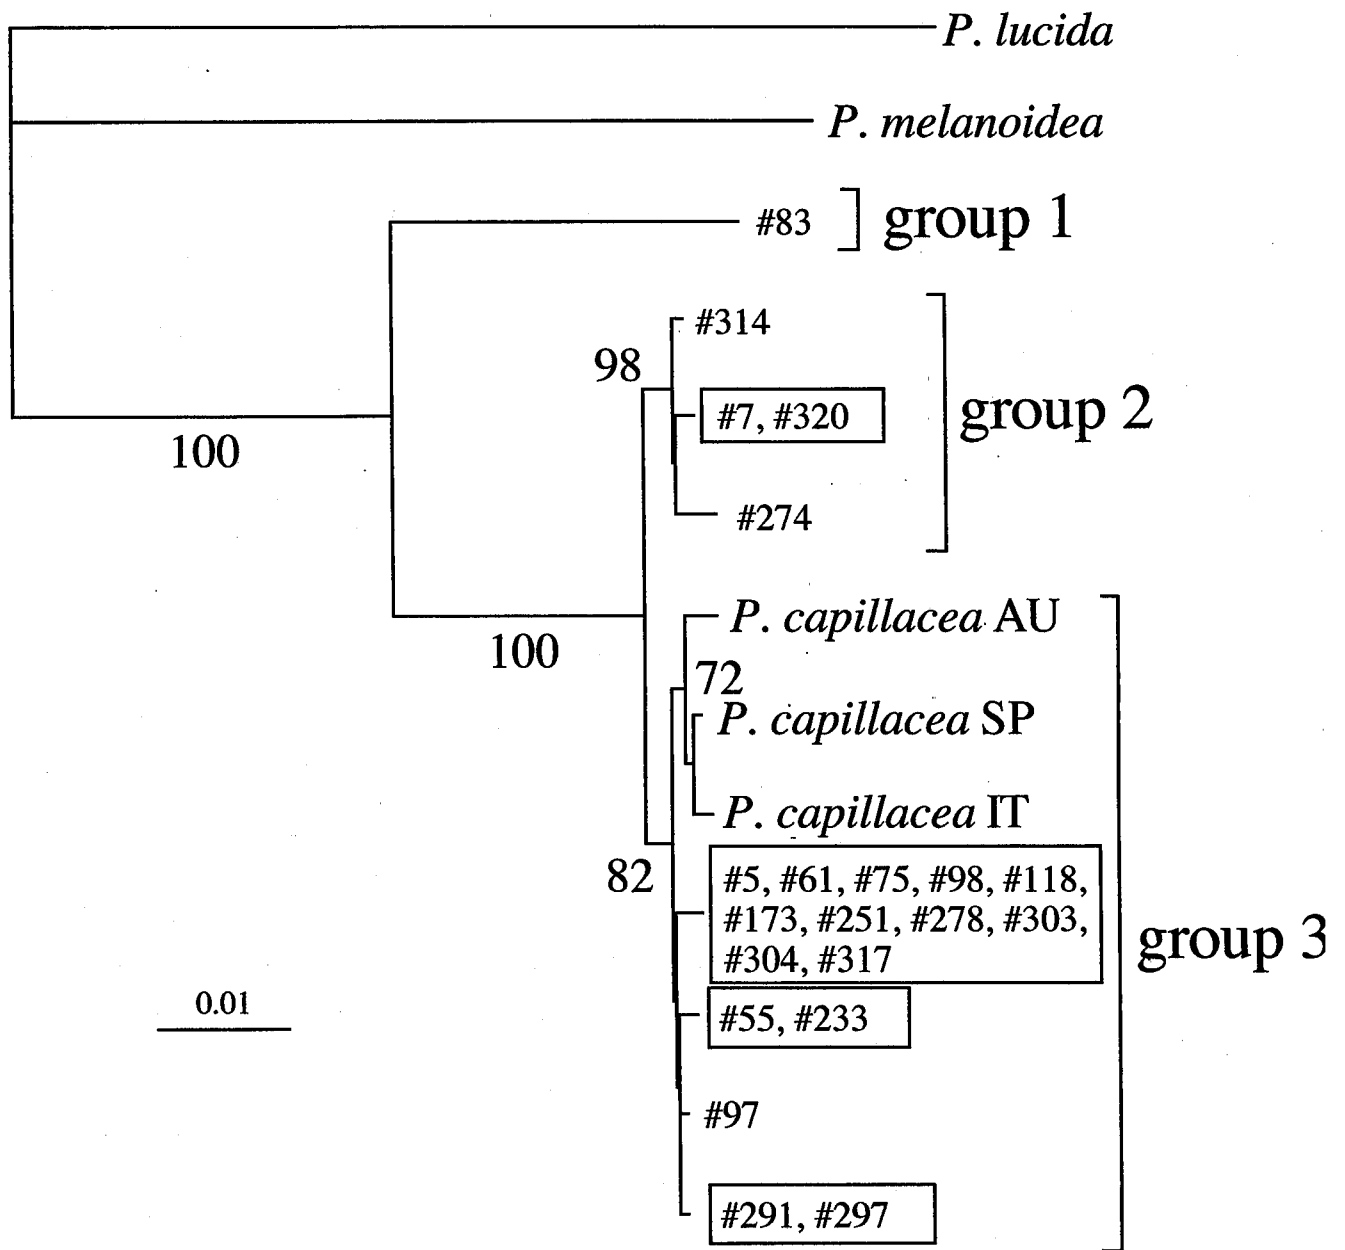 P. lucida
P. melanoidea
#83
group 1
#314
98
#7, #320
group 2
100
#274
P. capillacea AU
100
72
P. capillacea SP
P. capillacea IT
82
#5, #61, #75, #98, #118,
#173, #251, #278, #303,
#304, #317
group 3
0.01
#55, #233
#97
#291, #297